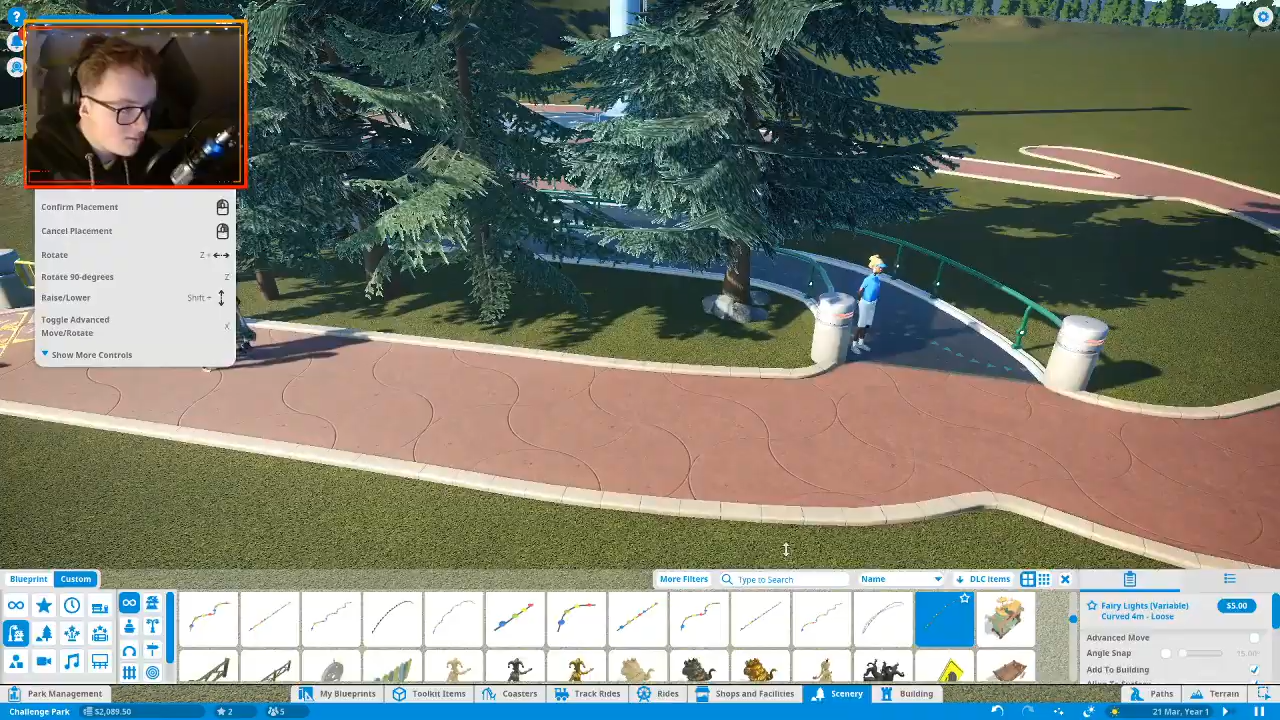 ?
Confirm Placement
Cancel Placement
Rotate Z +
Rotate 90-degrees Z
Raise/Lower Shift +
Toggle Advanced Move/Rotate X
Show More Controls
Blueprint Custom More Filters Type to Search Name DLC Items
Fairy Lights (Variable) $5.00
Curved 4m - Loose
Advanced Move
Angle Snap 15.00°
Add To Building
Park Management My Blueprints Toolkit Items Coasters Track Rides Rides Shops and Facilities Scenery Building Paths Terrain
Challenge Park $2,089.50 2 5 21 Mar, Year 1